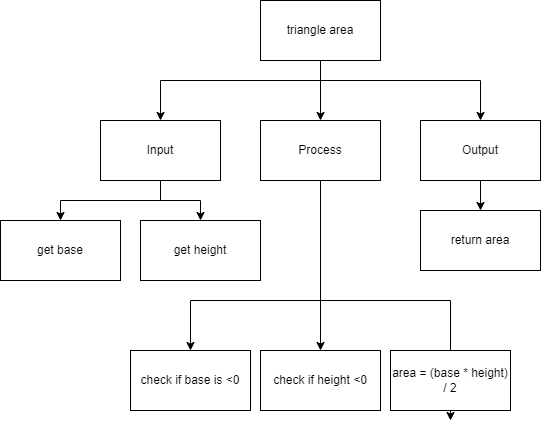 triangle area
Input
Process
Output
get base
get height
return area
check if base is <0
check if height <0
area = (base * height)
/ 2